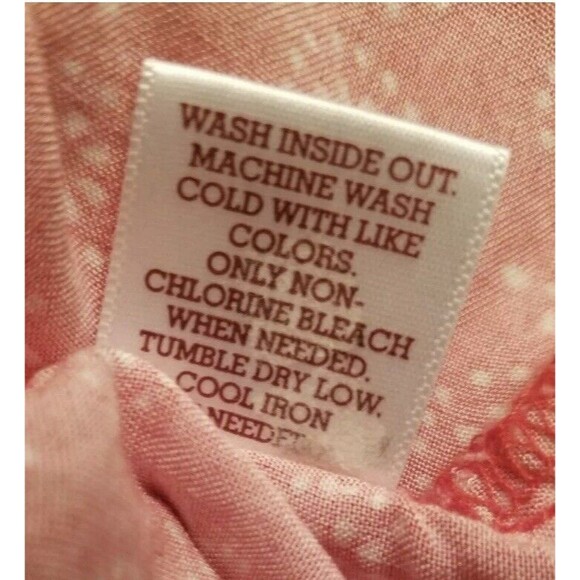 WASH INSIDE OUT.
MACHINE WASH
COLD WITH LIKE
COLORS.
ONLY NON-
CHLORINE BLEACH
WHEN NEEDED.
TUMBLE DRY LOW.
COOL IRON